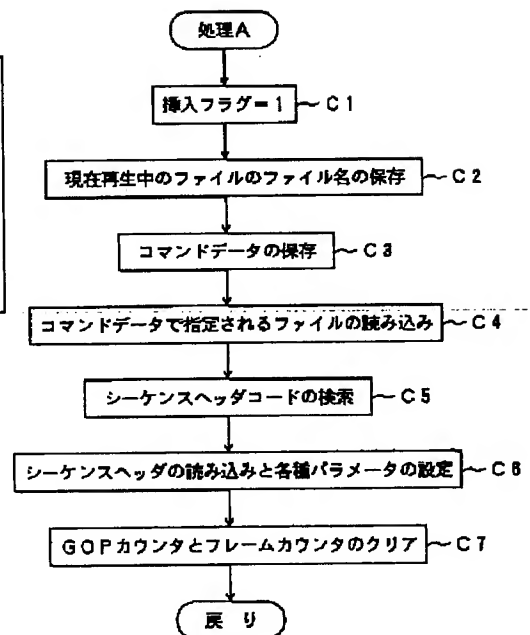 処理A
挿入フラグ=1 ～C1
現在再生中のファイルのファイル名の保存 ～C2
コマンドデータの保存 ～C3
コマンドデータで指定されるファイルの読み込み ～C4
シーケンスヘッダコードの検索 ～C5
シーケンスヘッダの読み込みと各種パラメータの設定 ～C6
GOPカウンタとフレームカウンタのクリア ～C7
戻り